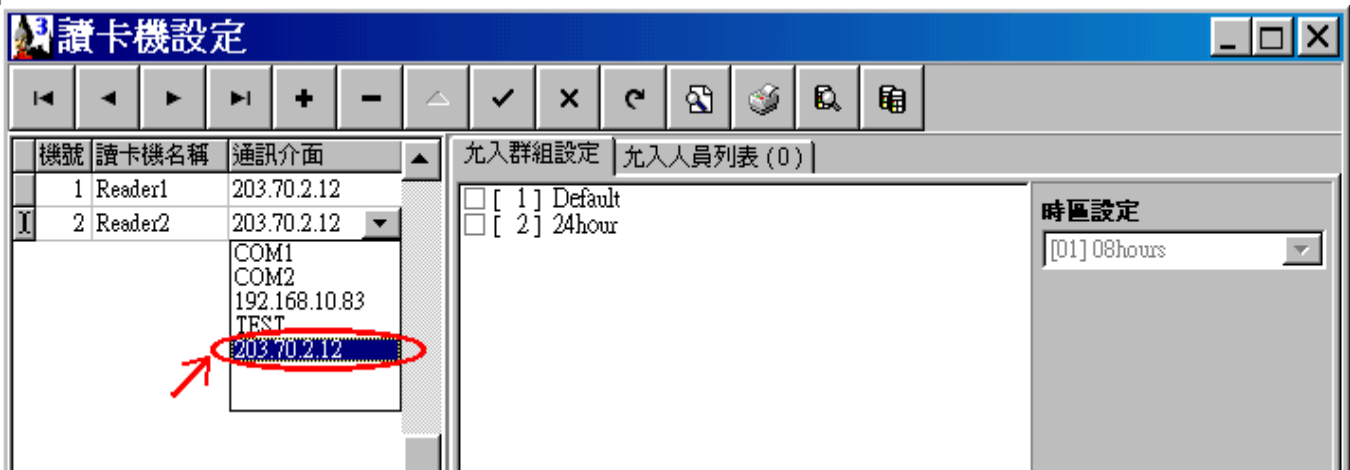 讀卡機設定
機號 讀卡機名稱 通訊介面
1 Reader1 203.70.2.12
2 Reader2 203.70.2.12
COM1
COM2
192.168.10.83
TEST
203.70.2.12
允入群組設定 允入人員列表(0)
[ 1] Default
[ 2] 24hour
時區設定
[01] 08hours